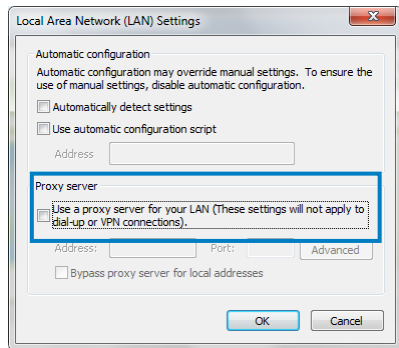 Local Area Network (LAN) Settings
Automatic configuration
Automatic configuration may override manual settings. To ensure the
use of manual settings, disable automatic configuration.
Automatically detect settings
Use automatic configuration script
Address
Proxy server
Use a proxy server for your LAN (These settings will not apply to
dial-up or VPN connections).
Address: Port: Advanced
Bypass proxy server for local addresses
OK Cancel